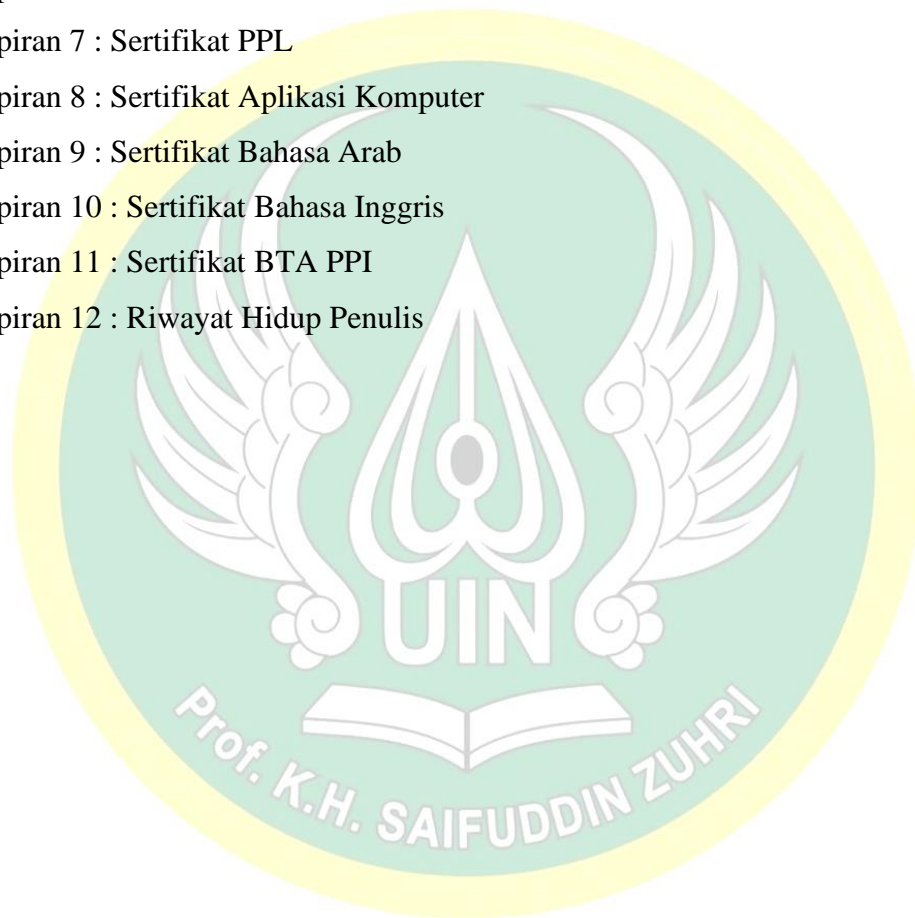 piran 7 : Sertifikat PPL
piran 8 : Sertifikat Aplikasi Komputer
piran 9 : Sertifikat Bahasa Arab
piran 10 : Sertifikat Bahasa Inggris
piran 11 : Sertifikat BTA PPI
piran 12 : Riwayat Hidup Penulis
UIN
Prof. K.H. SAIFUDDIN ZUHRI